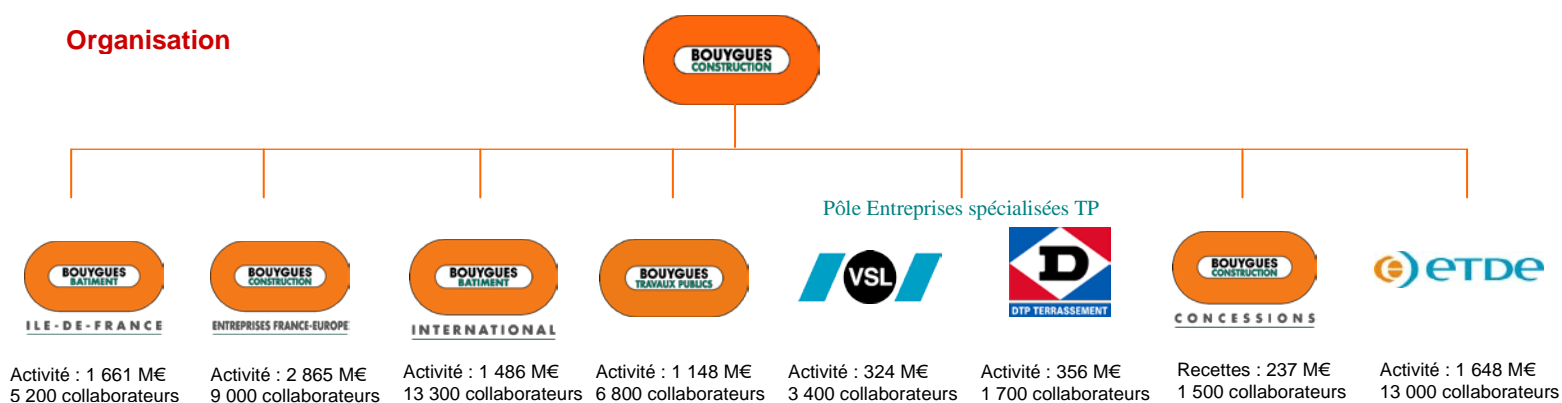 Organisation
BOUYGUES
CONSTRUCTION
Pôle Entreprises spécialisées TP
BOUYGUES
BATIMENT
ILE-DE-FRANCE
Activité : 1 661 M€
5 200 collaborateurs
BOUYGUES
CONSTRUCTION
ENTREPRISES FRANCE-EUROPE
Activité : 2 865 M€
9 000 collaborateurs
BOUYGUES
BATIMENT
INTERNATIONAL
Activité : 1 486 M€
13 300 collaborateurs
BOUYGUES
TRAVAUX PUBLICS
Activité : 1 148 M€
6 800 collaborateurs
VSL
Activité : 324 M€
3 400 collaborateurs
D
DTP TERRASSEMENT
Activité : 356 M€
1 700 collaborateurs
BOUYGUES
CONSTRUCTION
CONCESSIONS
Recettes : 237 M€
1 500 collaborateurs
e eTDe
Activité : 1 648 M€
13 000 collaborateurs